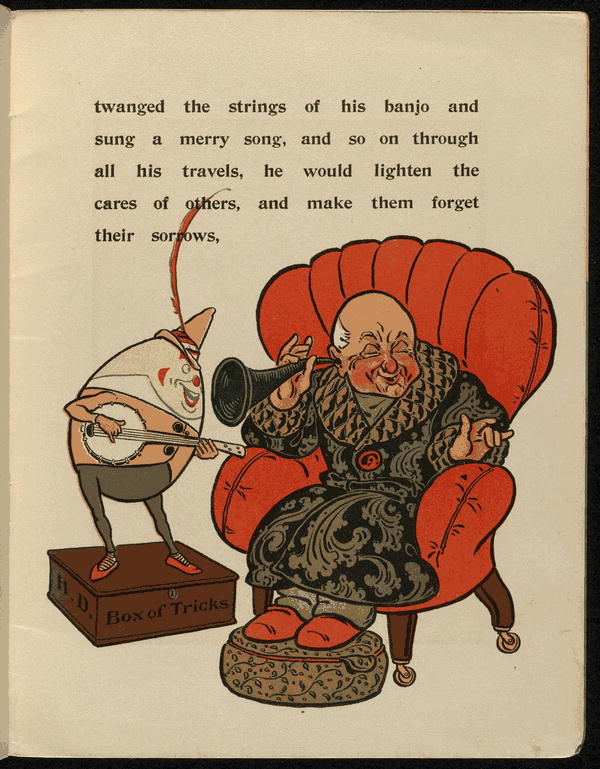 twanged the strings of his banjo and
sung a merry song, and so on through
all his travels, he would lighten the
cares of others, and make them forget
their sorrows,
H. D.
Box of Tricks